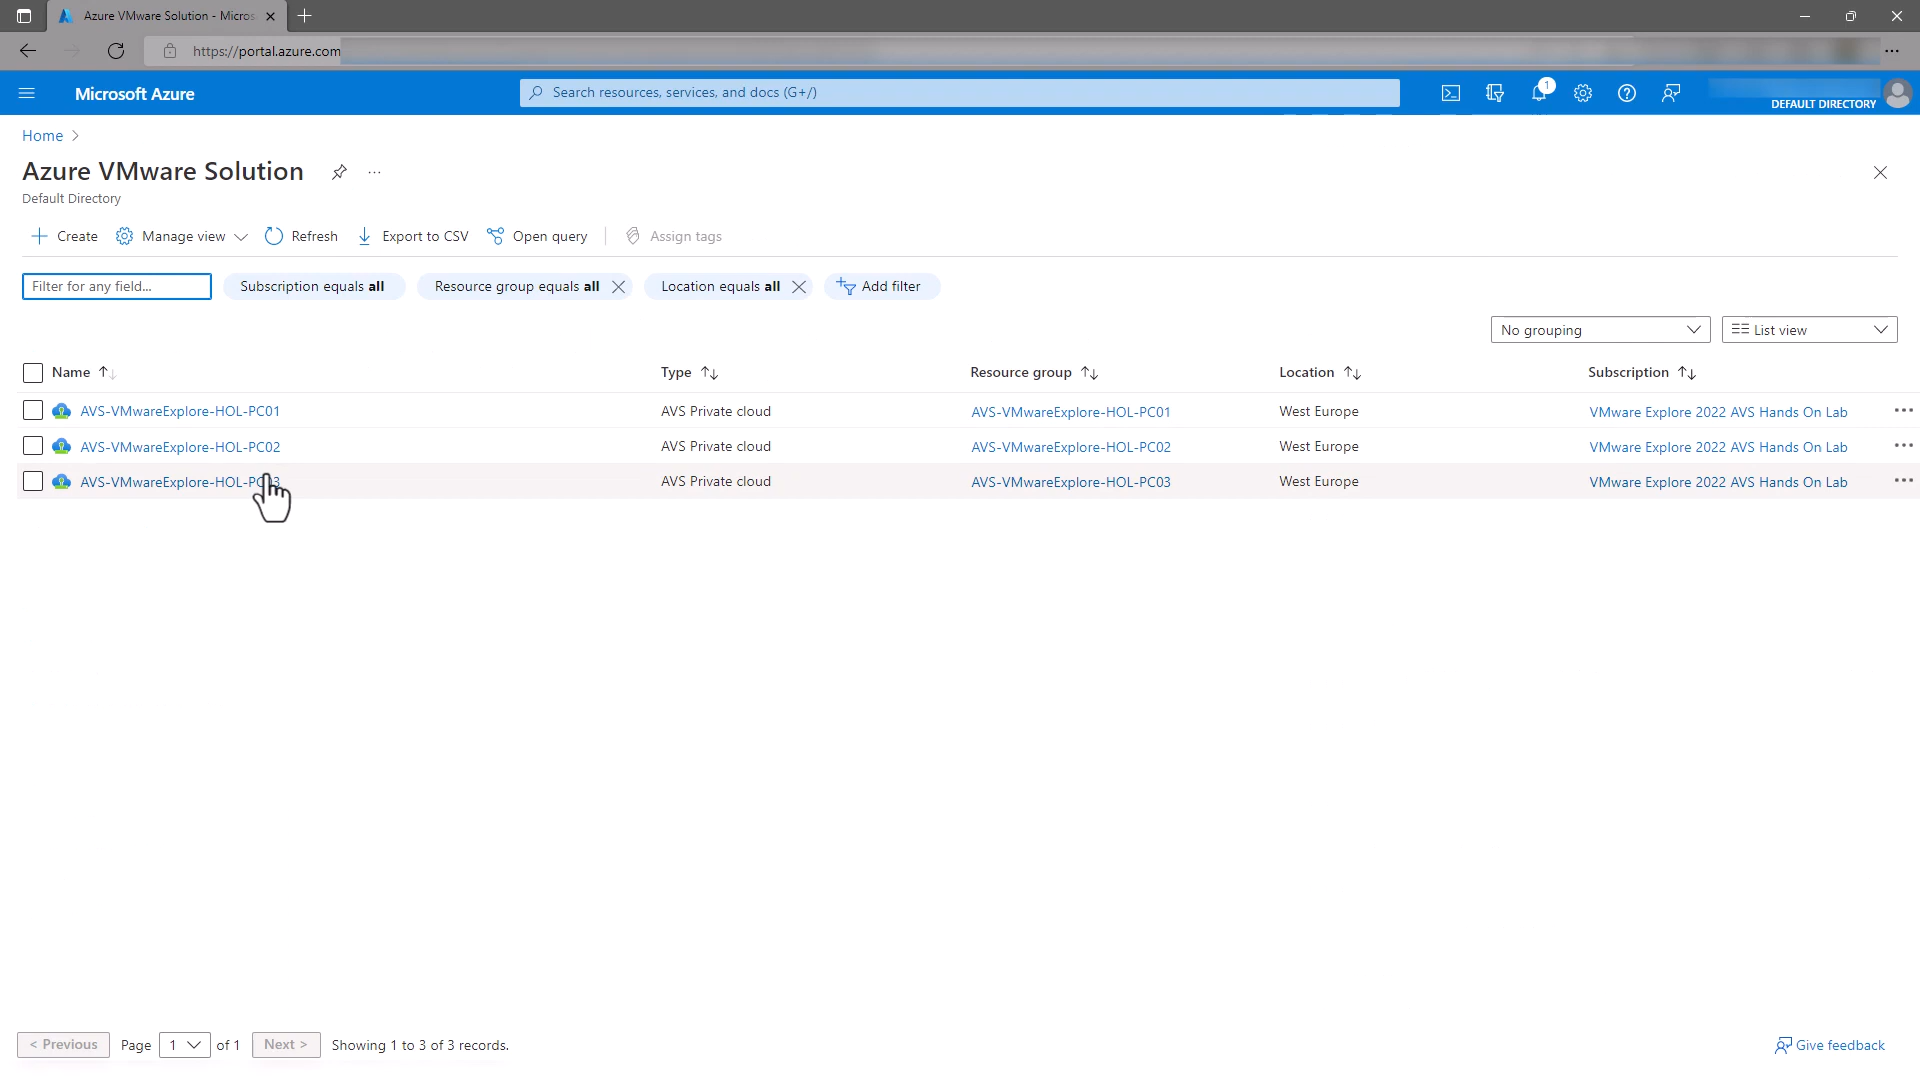 Azure VMware Solution - Micros
https://portal.azure.com
Microsoft Azure
Search resources, services, and docs (G+/)
1
DEFAULT DIRECTORY
Home
Azure VMware Solution
Default Directory
Create
Manage view
Refresh
Export to CSV
Open query
Assign tags
Filter for any field...
Subscription equals all
Resource group equals all
Location equals all
Add filter
No grouping
List view
Name
Type
Resource group
Location
Subscription
AVS-VMwareExplore-HOL-PC01
AVS Private cloud
AVS-VMwareExplore-HOL-PC01
West Europe
VMware Explore 2022 AVS Hands On Lab
AVS-VMwareExplore-HOL-PC02
AVS Private cloud
AVS-VMwareExplore-HOL-PC02
West Europe
VMware Explore 2022 AVS Hands On Lab
AVS-VMwareExplore-HOL-PC03
AVS Private cloud
AVS-VMwareExplore-HOL-PC03
West Europe
VMware Explore 2022 AVS Hands On Lab
< Previous
Page
1
of 1
Next >
Showing 1 to 3 of 3 records.
Give feedback